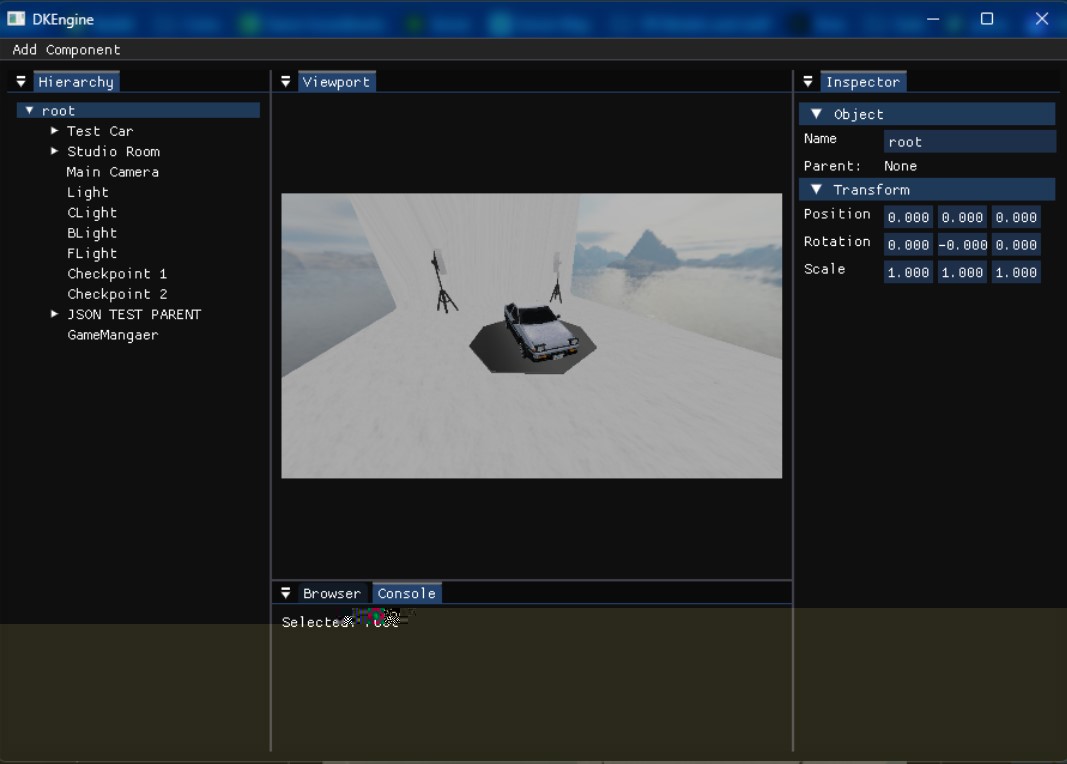 DKEngine
Add Component
Hierarchy
root
Test Car
Studio Room
Main Camera
Light
CLight
BLight
FLight
Checkpoint 1
Checkpoint 2
JSON TEST PARENT
GameMangaer
Viewport
Browser Console
Selected: root
Inspector
Object
Name root
Parent: None
Transform
Position 0.000 0.000 0.000
Rotation 0.000 -0.000 0.000
Scale 1.000 1.000 1.000